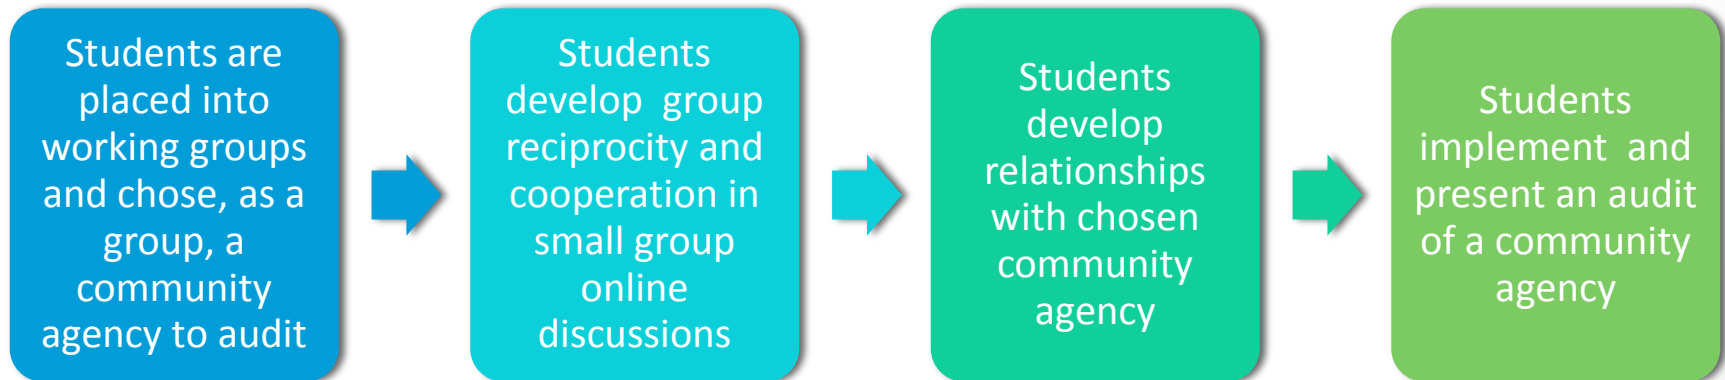 Students are
placed into
working groups
and chose, as a
group, a
community
agency to audit
Students
develop  group
reciprocity and
cooperation in
small group
online
discussions
Students
develop
relationships
with chosen
community
agency
Students
implement  and
present an audit
of a community
agency